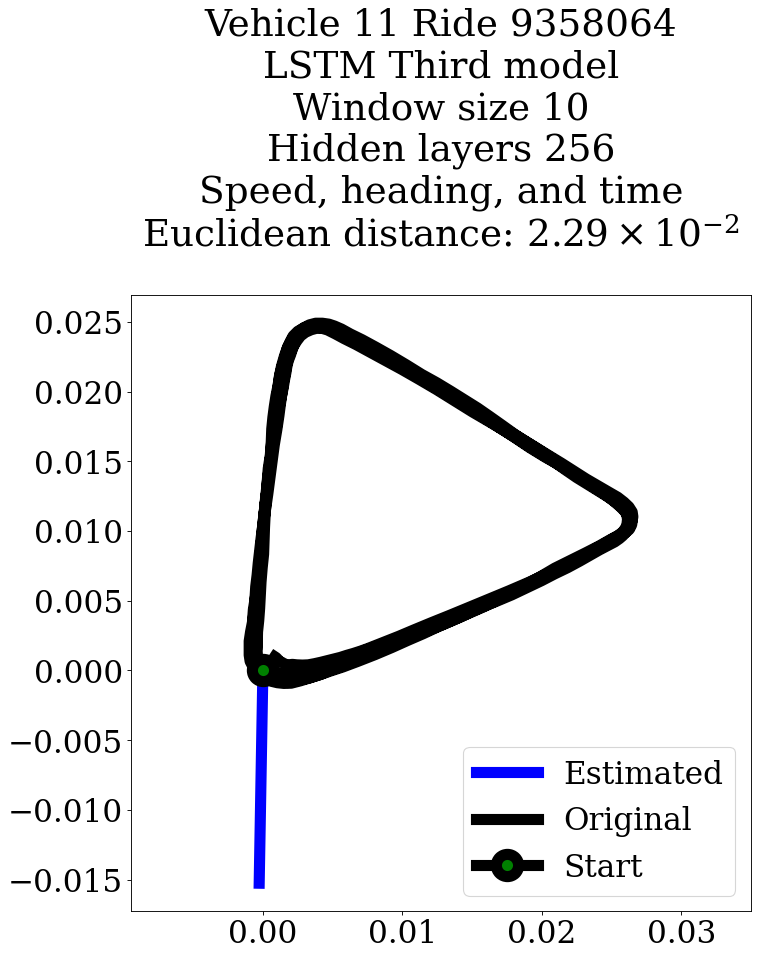 Vehicle 11 Ride 9358064
LSTM Third model
Window size 10
Hidden layers 256
Speed, heading, and time
Euclidean distance: 2.29 × 10⁻²
0.025
0.020
0.015
0.010
0.005
0.000
−0.005
−0.010
−0.015
Estimated
Original
Start
0.00 0.01 0.02 0.03